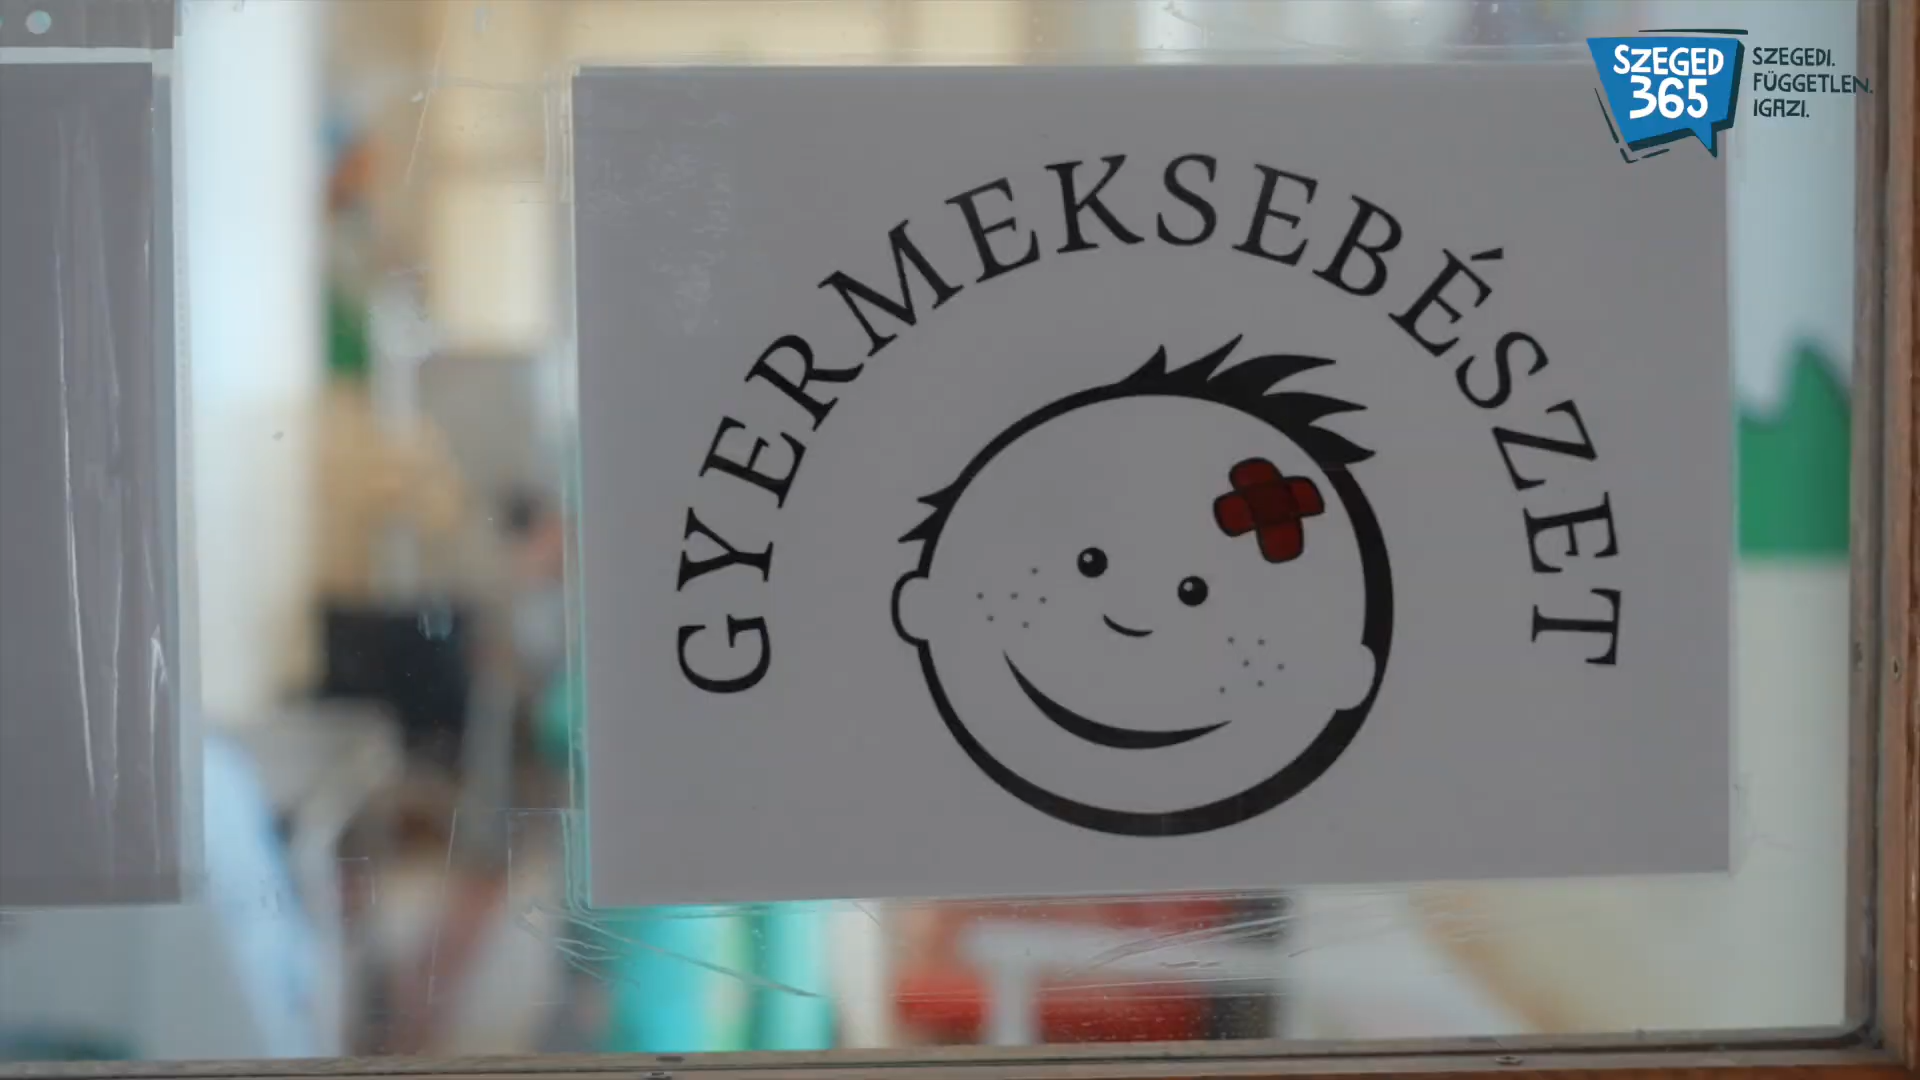 GYERMEKSEBÉSZET
SZEGED
365
SZEGEDI.
FÜGGETLEN.
IGAZI.